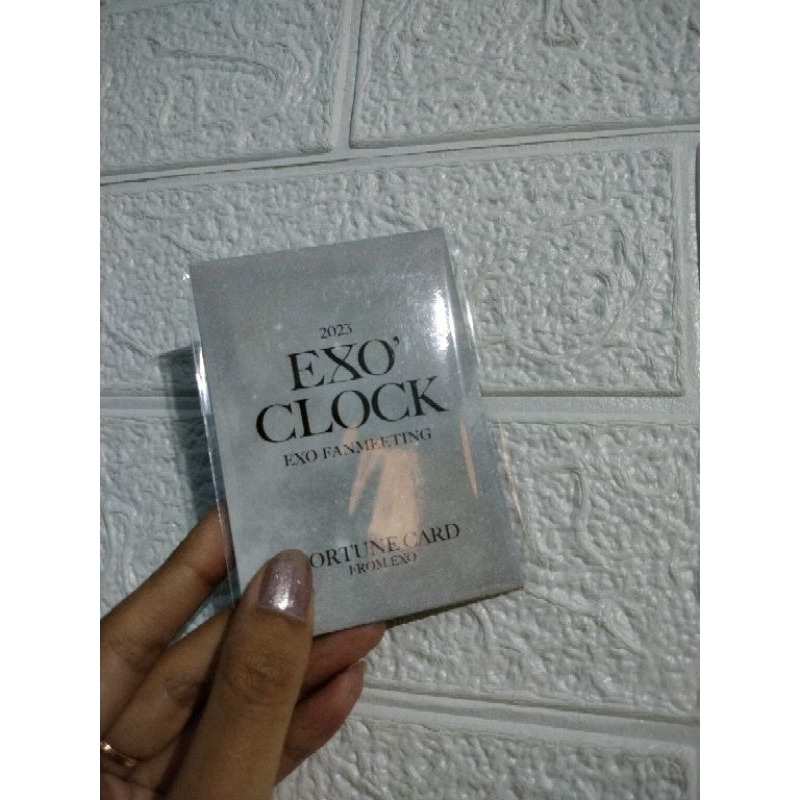 2023
EXO'
CLOCK
EXO FANMEETING
ORTUNE CARD
FROM EXO